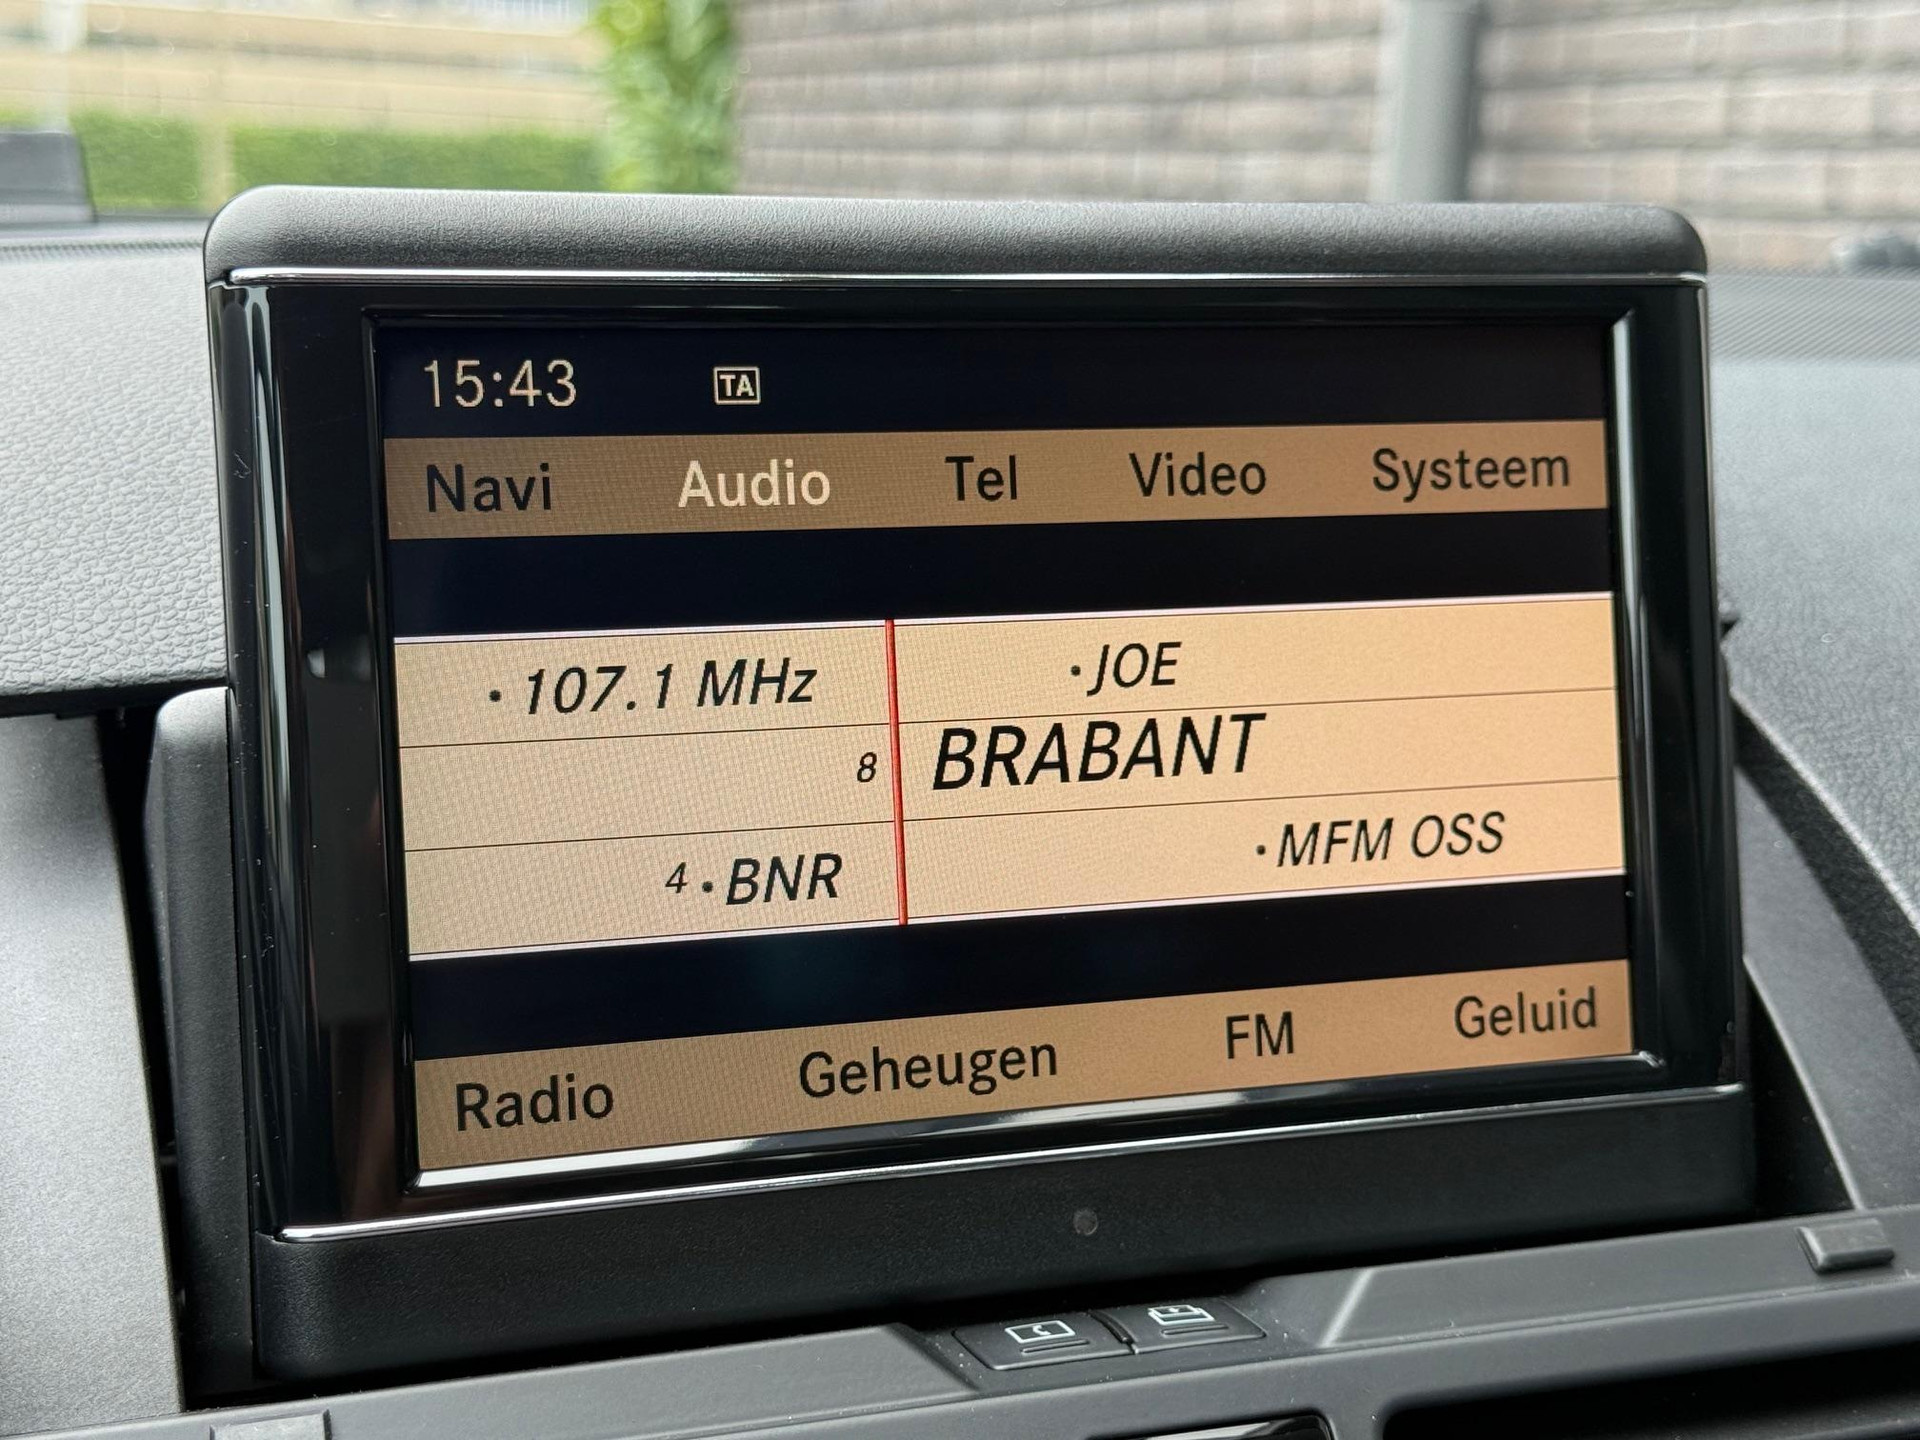 15:43 TA
Navi Audio Tel Video Systeem
· 107.1 MHz · JOE
8 BRABANT
4 · BNR · MFM OSS
Radio Geheugen FM Geluid